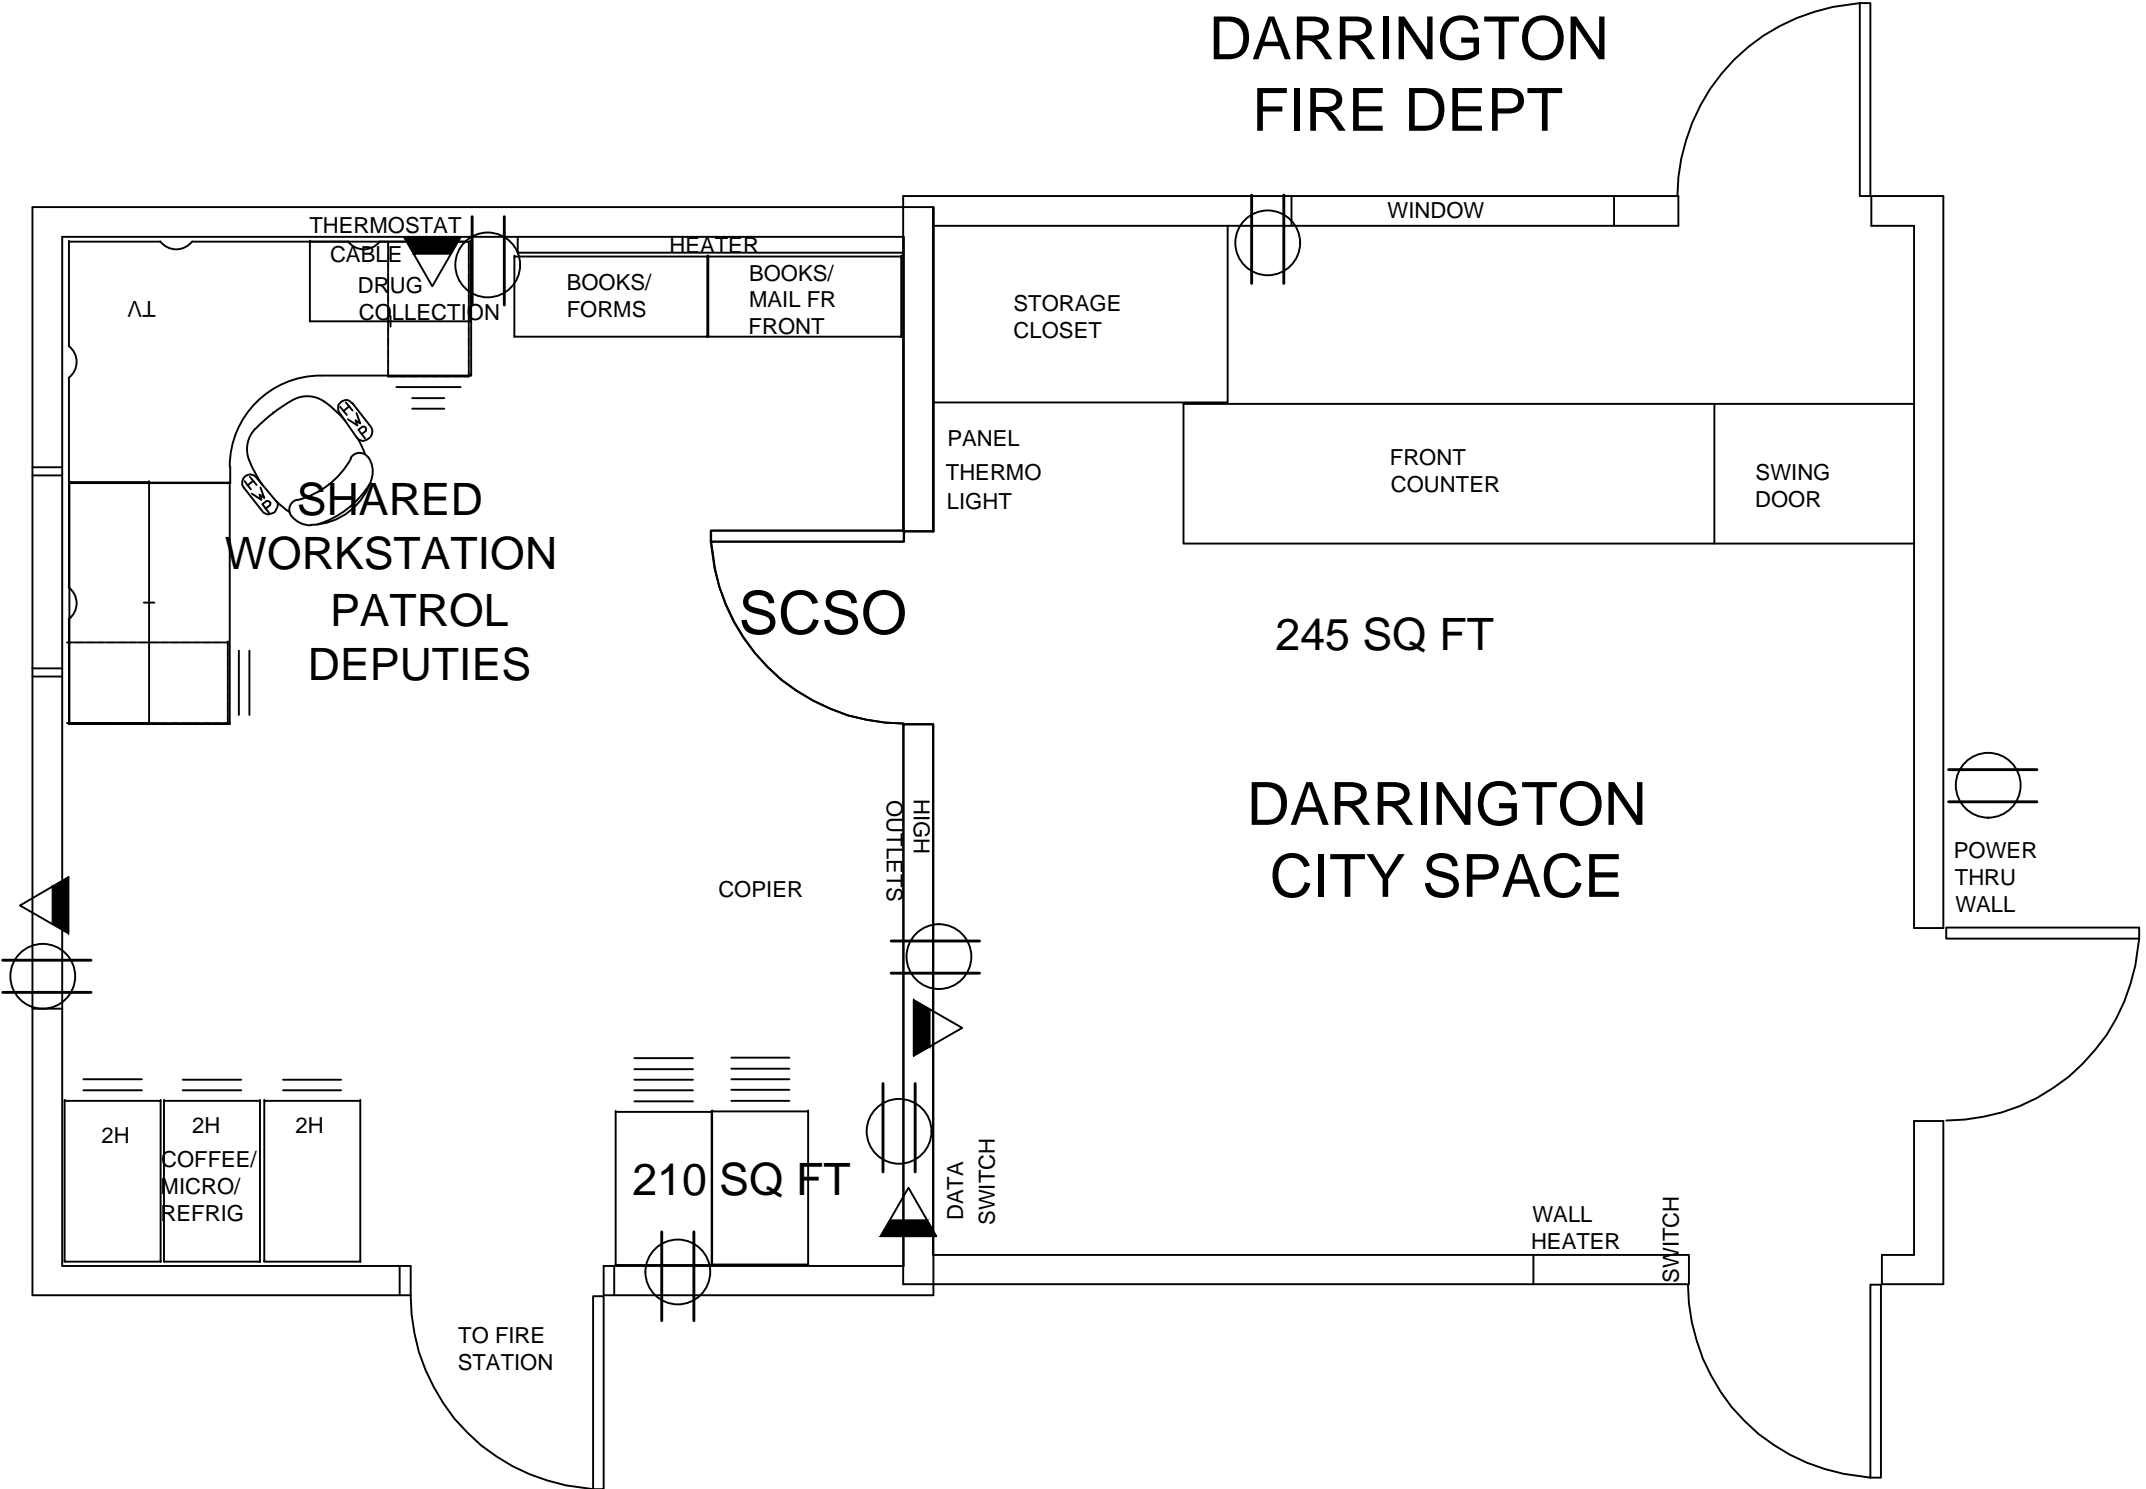 DARRINGTON
FIRE DEPT
THERMOSTAT
CABLE
DRUG
COLLECTION
TV
HEATER
BOOKS/
FORMS
BOOKS/
MAIL FR
FRONT
WINDOW
STORAGE
CLOSET
PANEL
THERMO
LIGHT
FRONT
COUNTER
SWING
DOOR
SHARED
WORKSTATION
PATROL
DEPUTIES
SCSO
245 SQ FT
DARRINGTON
CITY SPACE
HIGH
OUTLETS
COPIER
POWER
THRU
WALL
2H
2H
COFFEE/
MICRO/
REFRIG
2H
210 SQ FT
DATA
SWITCH
WALL
HEATER
SWITCH
TO FIRE
STATION